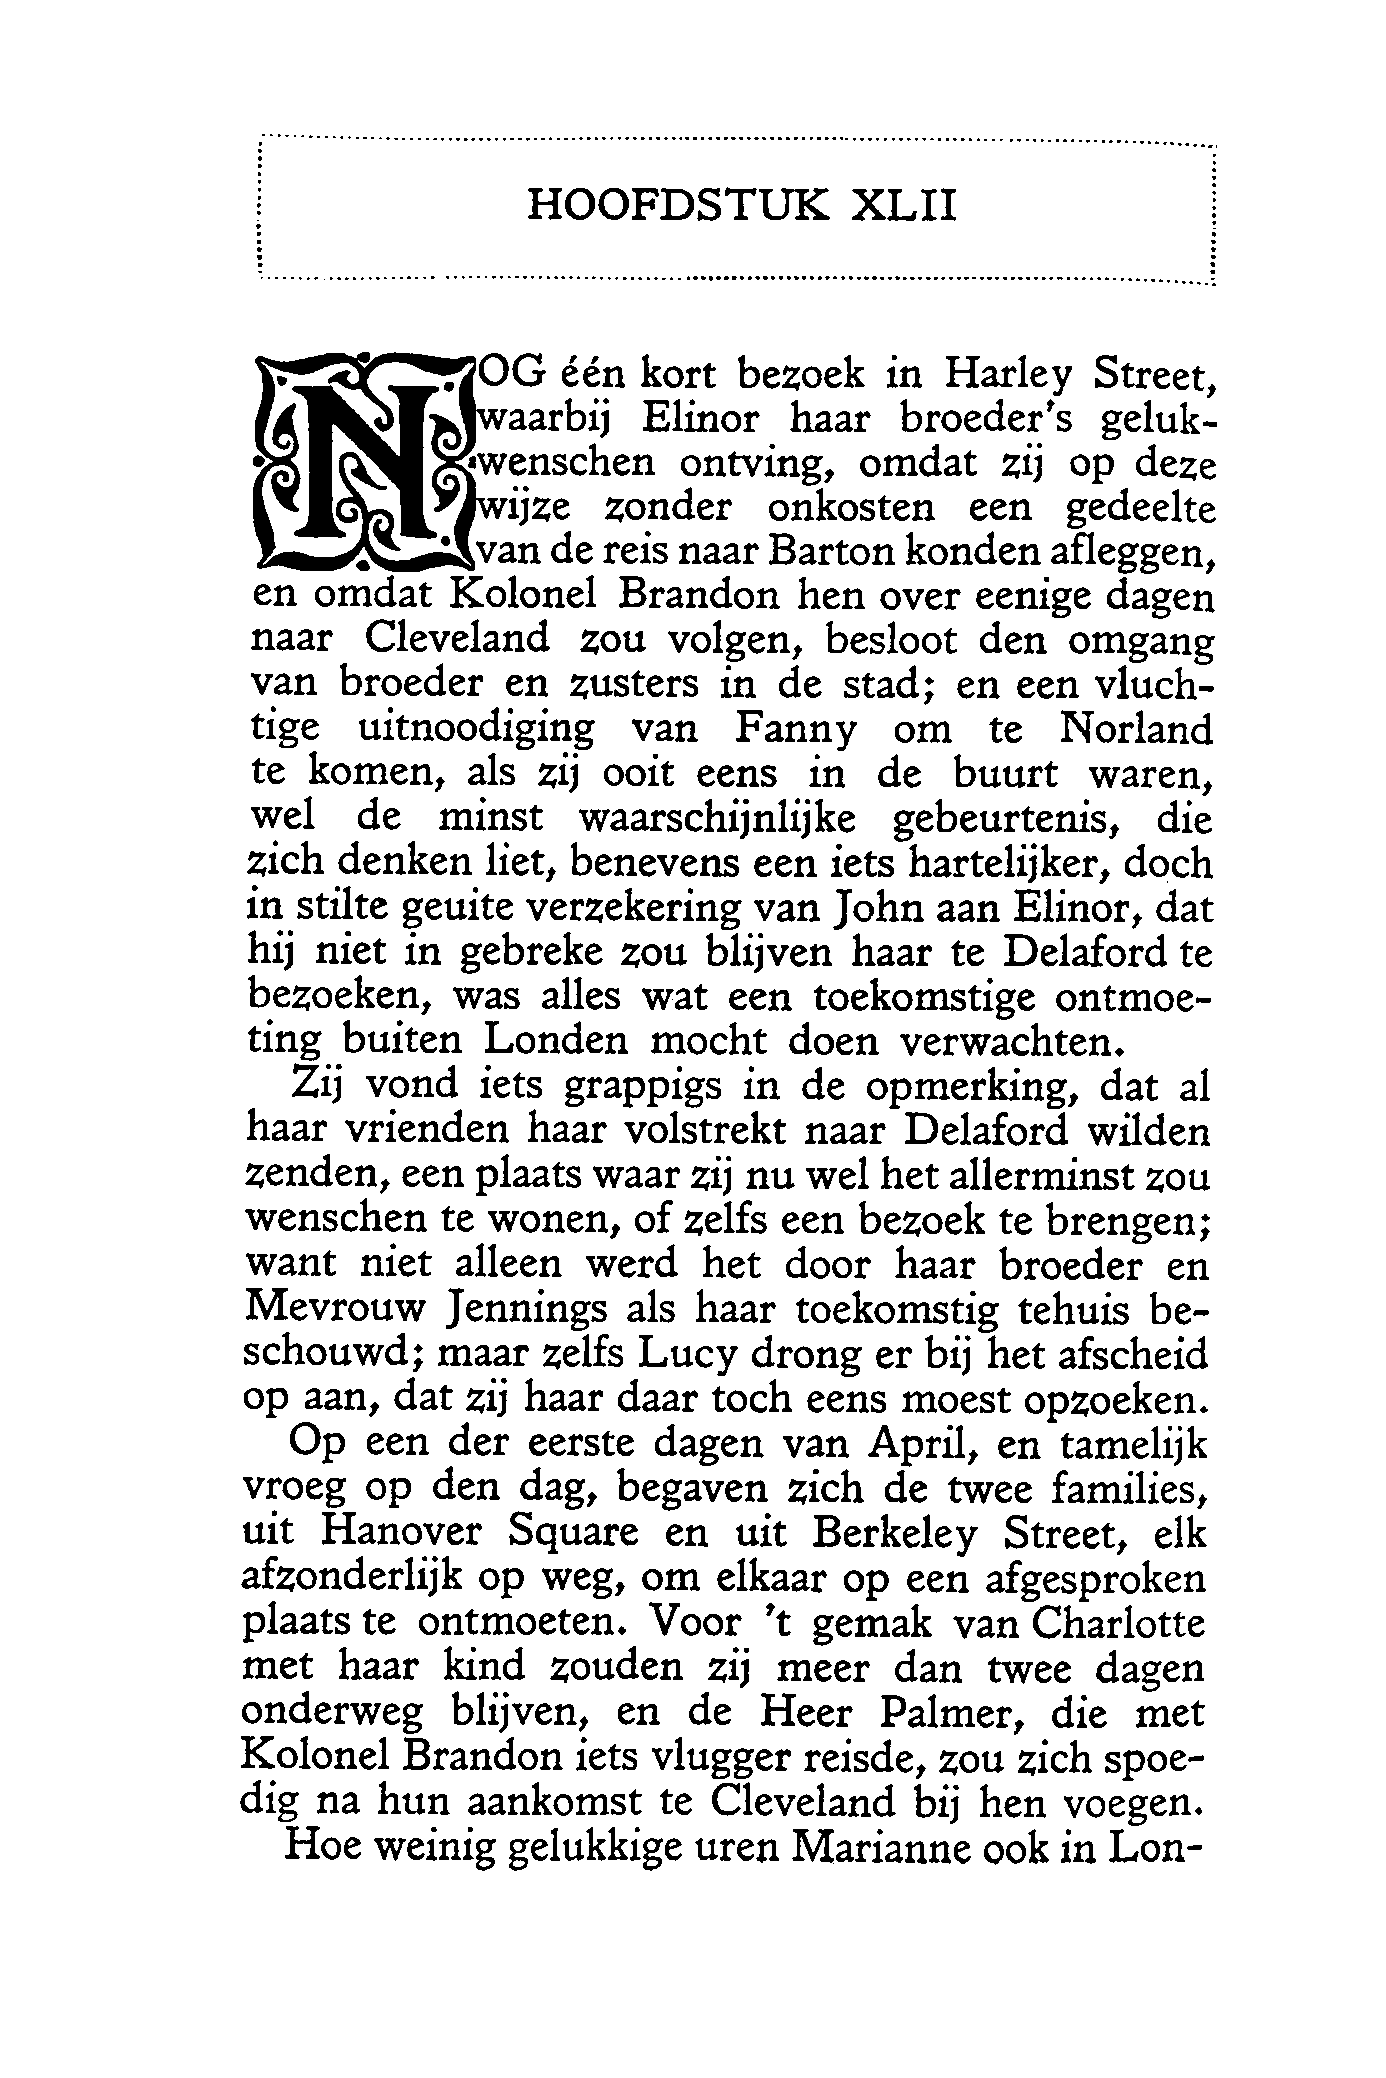 HOOFDSTUK XLII
NOG één kort bezoek in Harley Street,
waarbij Elinor haar broeder's geluk-
wenschen ontving, omdat zij op deze
wijze zonder onkosten een gedeelte
van de reis naar Barton konden afleggen,
en omdat Kolonel Brandon hen over eenige dagen
naar Cleveland zou volgen, besloot den omgang
van broeder en zusters in de stad; en een vluch-
tige uitnoodiging van Fanny om te Norland
te komen, als zij ooit eens in de buurt waren,
wel de minst waarschijnlijke gebeurtenis, die
zich denken liet, benevens een iets hartelijker, doch
in stilte geuite verzekering van John aan Elinor, dat
hij niet in gebreke zou blijven haar te Delaford te
bezoeken, was alles wat een toekomstige ontmoe-
ting buiten Londen mocht doen verwachten.
Zij vond iets grappigs in de opmerking, dat al
haar vrienden haar volstrekt naar Delaford wilden
zenden, een plaats waar zij nu wel het allerminst zou
wenschen te wonen, of zelfs een bezoek te brengen;
want niet alleen werd het door haar broeder en
Mevrouw Jennings als haar toekomstig tehuis be-
schouwd; maar zelfs Lucy drong er bij het afscheid
op aan, dat zij haar daar toch eens moest opzoeken.
Op een der eerste dagen van April, en tamelijk
vroeg op den dag, begaven zich de twee families,
uit Hanover Square en uit Berkeley Street, elk
afzonderlijk op weg, om elkaar op een afgesproken
plaats te ontmoeten. Voor 't gemak van Charlotte
met haar kind zouden zij meer dan twee dagen
onderweg blijven, en de Heer Palmer, die met
Kolonel Brandon iets vlugger reisde, zou zich spoe-
dig na hun aankomst te Cleveland bij hen voegen.
Hoe weinig gelukkige uren Marianne ook in Lon-